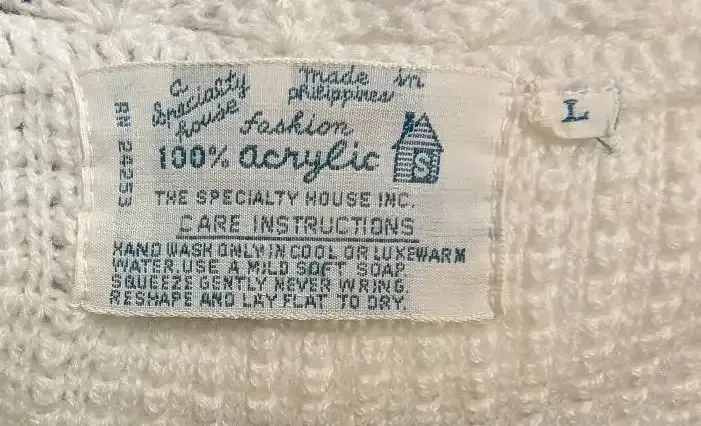 a Specialty house
made in philippines
fashion
100% acrylic
S
THE SPECIALTY HOUSE INC.
CARE INSTRUCTIONS
HAND WASH ONLY IN COOL OR LUKEWARM
WATER. USE A MILD SOFT SOAP
SQUEEZE GENTLY NEVER WRING.
RESHAPE AND LAY FLAT TO DRY.
RN 24253
L